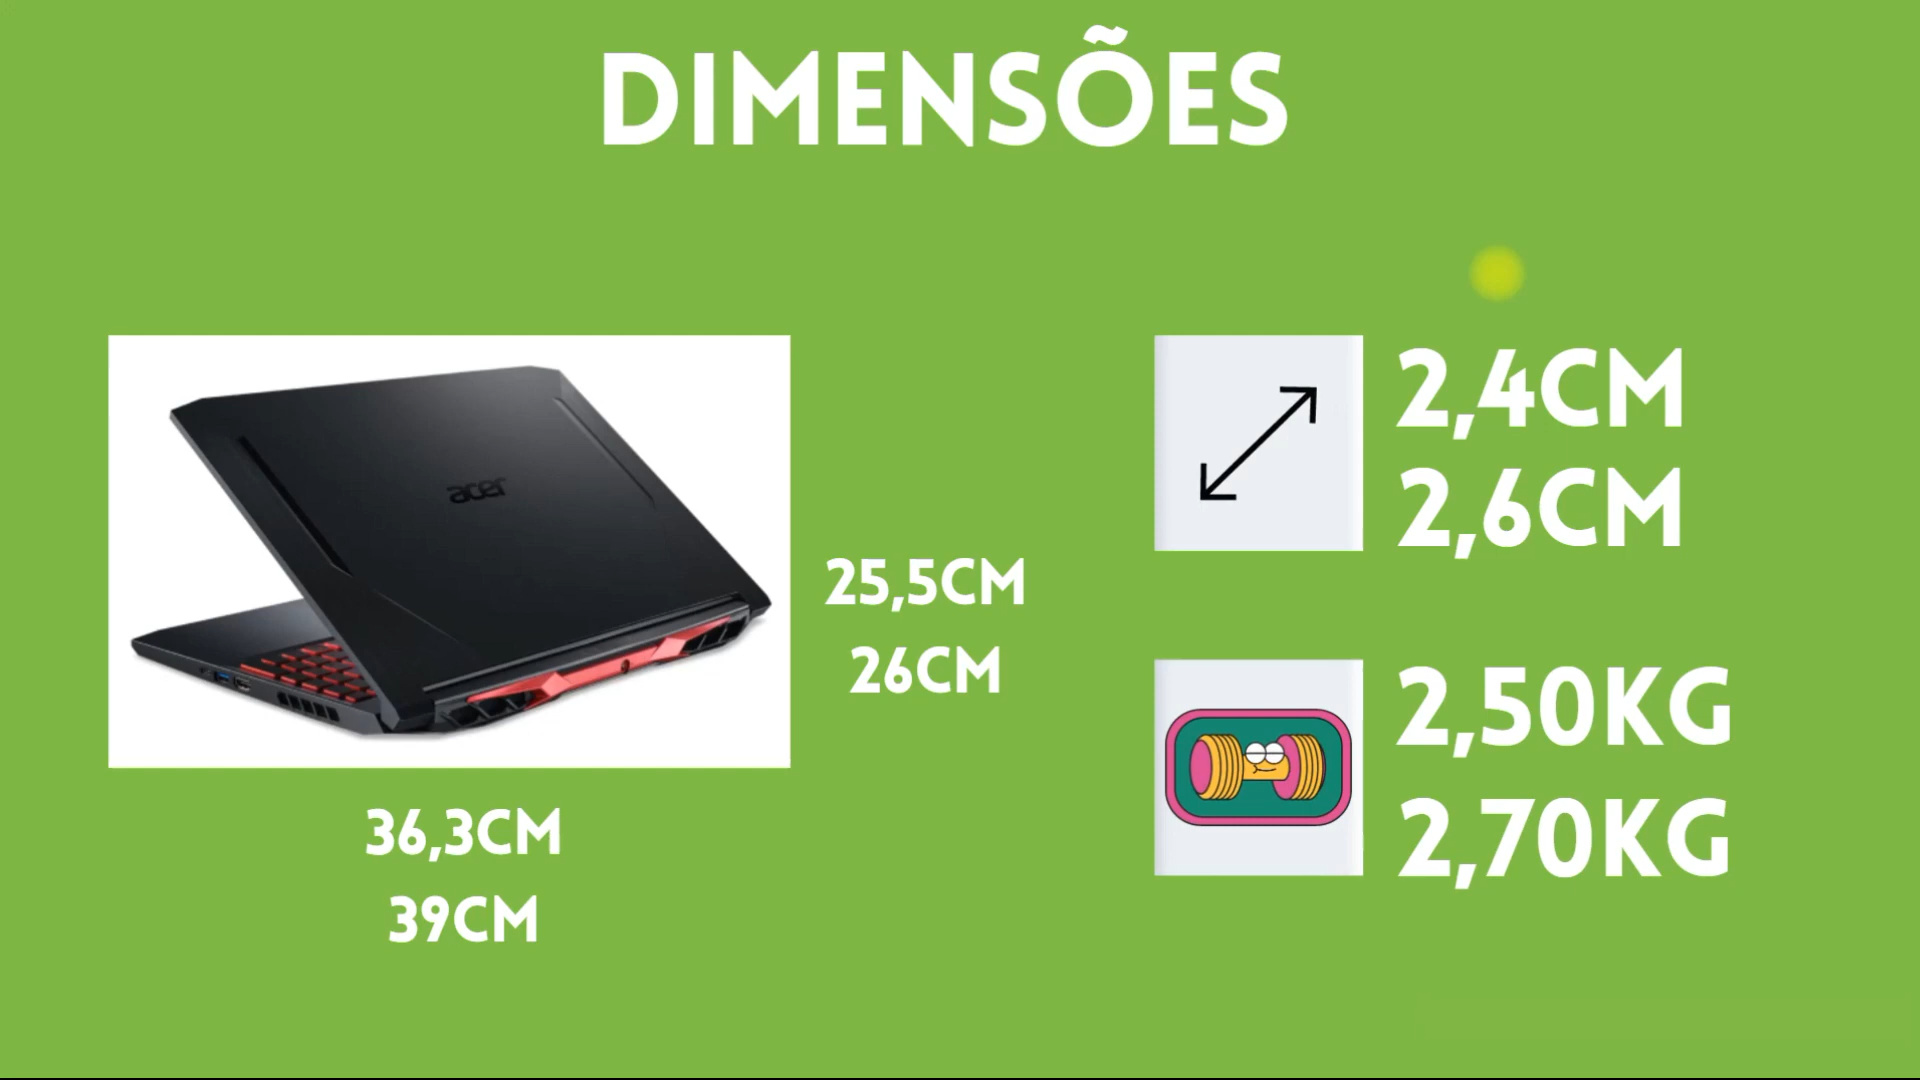 DIMENSÕES
acer
25,5CM
26CM
36,3CM
39CM
2,4CM
2,6CM
2,50KG
2,70KG